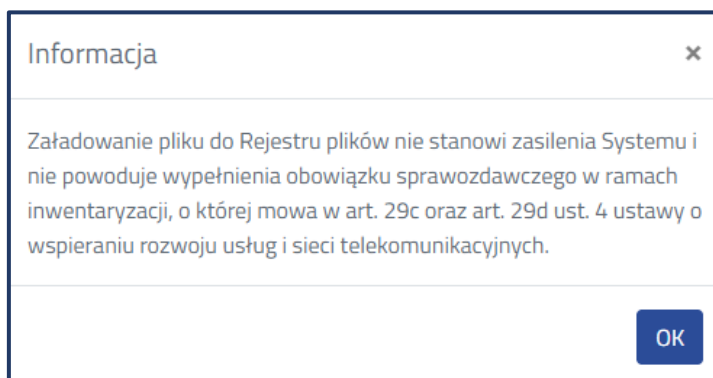 Informacja ×
Załadowanie pliku do Rejestru plików nie stanowi zasilenia Systemu i
nie powoduje wypełnienia obowiązku sprawozdawczego w ramach
inwentaryzacji, o której mowa w art. 29c oraz art. 29d ust. 4 ustawy o
wspieraniu rozwoju usług i sieci telekomunikacyjnych.
OK